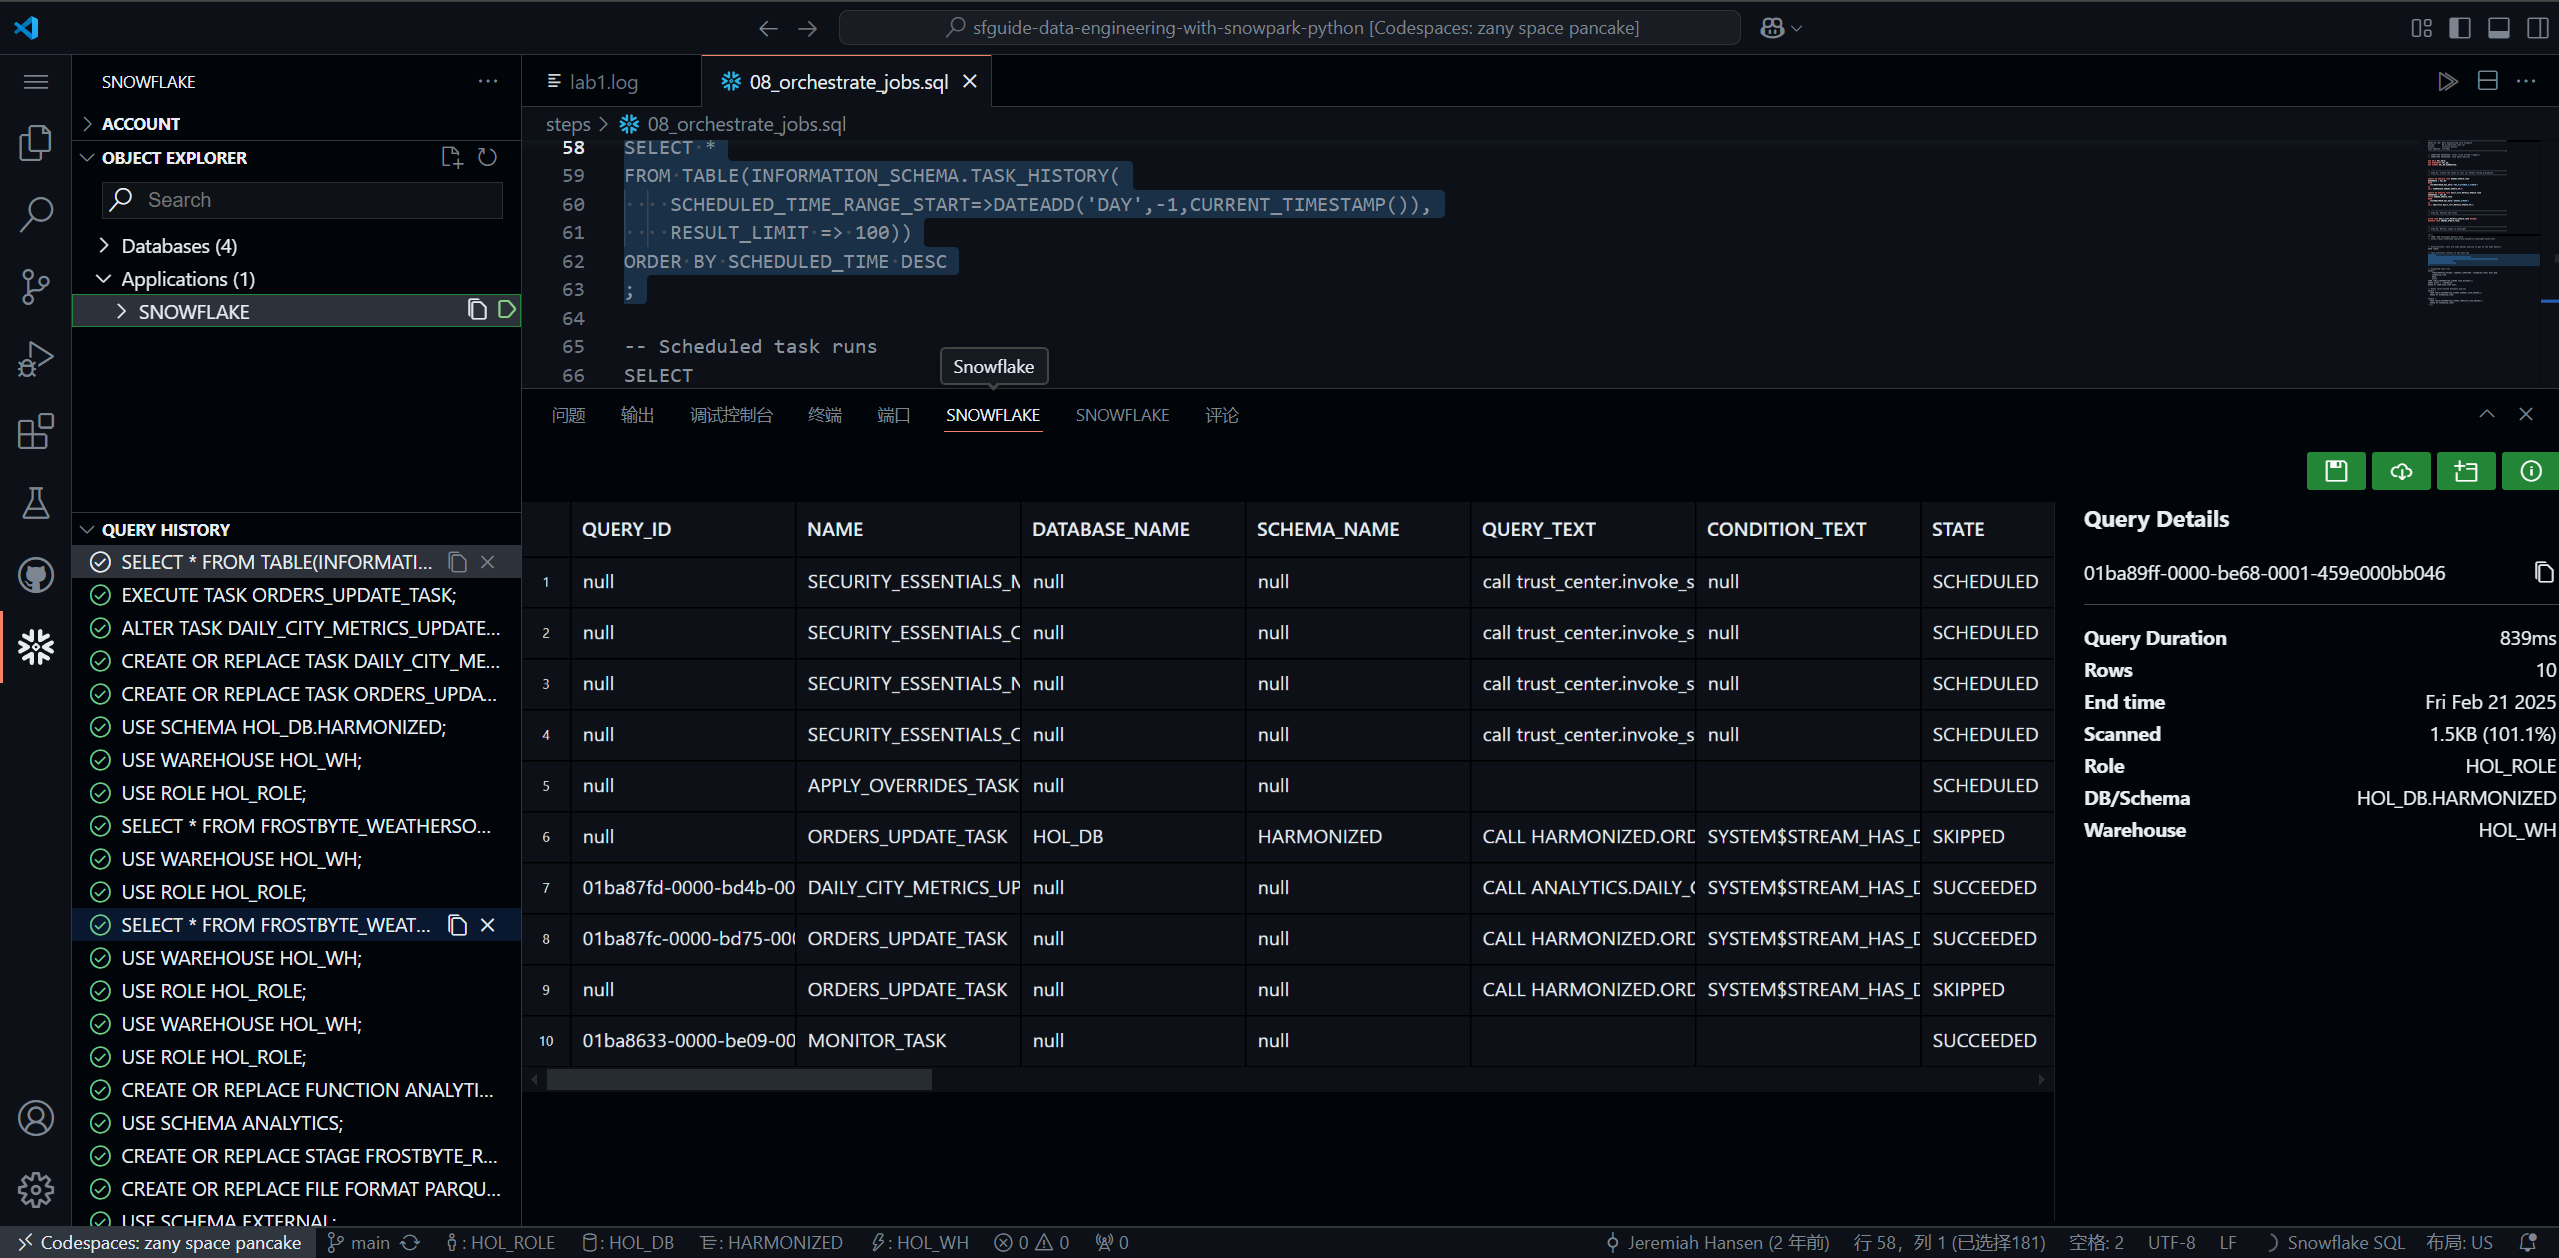 sfguide-data-engineering-with-snowpark-python [Codespaces: zany space pancake]
SNOWFLAKE
ACCOUNT
OBJECT EXPLORER
Search
Databases (4)
Applications (1)
SNOWFLAKE
QUERY HISTORY
SELECT * FROM TABLE(INFORMATI...
EXECUTE TASK ORDERS_UPDATE_TASK;
ALTER TASK DAILY_CITY_METRICS_UPDATE...
CREATE OR REPLACE TASK DAILY_CITY_ME...
CREATE OR REPLACE TASK ORDERS_UPDA...
USE SCHEMA HOL_DB.HARMONIZED;
USE WAREHOUSE HOL_WH;
USE ROLE HOL_ROLE;
SELECT * FROM FROSTBYTE_WEATHERSO...
USE WAREHOUSE HOL_WH;
USE ROLE HOL_ROLE;
SELECT * FROM FROSTBYTE_WEAT...
USE WAREHOUSE HOL_WH;
USE ROLE HOL_ROLE;
USE WAREHOUSE HOL_WH;
USE ROLE HOL_ROLE;
CREATE OR REPLACE FUNCTION ANALYTI...
USE SCHEMA ANALYTICS;
CREATE OR REPLACE STAGE FROSTBYTE_R...
CREATE OR REPLACE FILE FORMAT PARQU...
USE SCHEMA EXTERNAL;
lab1.log
08_orchestrate_jobs.sql
steps > 08_orchestrate_jobs.sql
58 SELECT *
59 FROM TABLE(INFORMATION_SCHEMA.TASK_HISTORY(
60 SCHEDULED_TIME_RANGE_START=>DATEADD('DAY',-1,CURRENT_TIMESTAMP()),
61 RESULT_LIMIT => 100))
62 ORDER BY SCHEDULED_TIME DESC
63 ;
64
65 -- Scheduled task runs
66 SELECT
Snowflake
问题 输出 调试控制台 终端 端口 SNOWFLAKE SNOWFLAKE 评论
QUERY_ID NAME DATABASE_NAME SCHEMA_NAME QUERY_TEXT CONDITION_TEXT STATE
1 null SECURITY_ESSENTIALS_M null null call trust_center.invoke_s null SCHEDULED
2 null SECURITY_ESSENTIALS_C null null call trust_center.invoke_s null SCHEDULED
3 null SECURITY_ESSENTIALS_N null null call trust_center.invoke_s null SCHEDULED
4 null SECURITY_ESSENTIALS_C null null call trust_center.invoke_s null SCHEDULED
5 null APPLY_OVERRIDES_TASK null null SCHEDULED
6 null ORDERS_UPDATE_TASK HOL_DB HARMONIZED CALL HARMONIZED.ORD SYSTEM$STREAM_HAS_D SKIPPED
7 01ba87fd-0000-bd4b-00 DAILY_CITY_METRICS_UP null null CALL ANALYTICS.DAILY_C SYSTEM$STREAM_HAS_D SUCCEEDED
8 01ba87fc-0000-bd75-000 ORDERS_UPDATE_TASK null null CALL HARMONIZED.ORD SYSTEM$STREAM_HAS_D SUCCEEDED
9 null ORDERS_UPDATE_TASK null null CALL HARMONIZED.ORD SYSTEM$STREAM_HAS_D SKIPPED
10 01ba8633-0000-be09-00 MONITOR_TASK null null SUCCEEDED
Query Details
01ba89ff-0000-be68-0001-459e000bb046
Query Duration 839ms
Rows 10
End time Fri Feb 21 2025
Scanned 1.5KB (101.1%)
Role HOL_ROLE
DB/Schema HOL_DB.HARMONIZED
Warehouse HOL_WH
Codespaces: zany space pancake main : HOL_ROLE : HOL_DB : HARMONIZED : HOL_WH 0 0 0 Jeremiah Hansen (2 年前) 行 58，列 1 (已选择181) 空格: 2 UTF-8 LF Snowflake SQL 布局: US